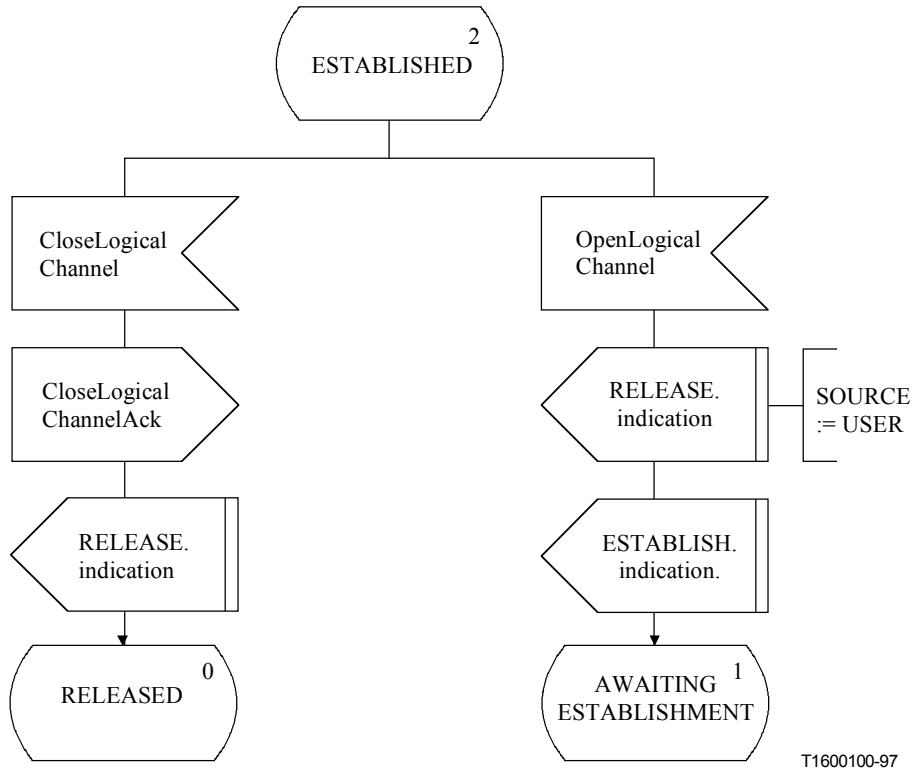 2
ESTABLISHED
CloseLogical
Channel
OpenLogical
Channel
CloseLogical
ChannelAck
RELEASE.
indication
SOURCE
:= USER
RELEASE.
indication
ESTABLISH.
indication.
0
RELEASED
1
AWAITING
ESTABLISHMENT
T1600100-97